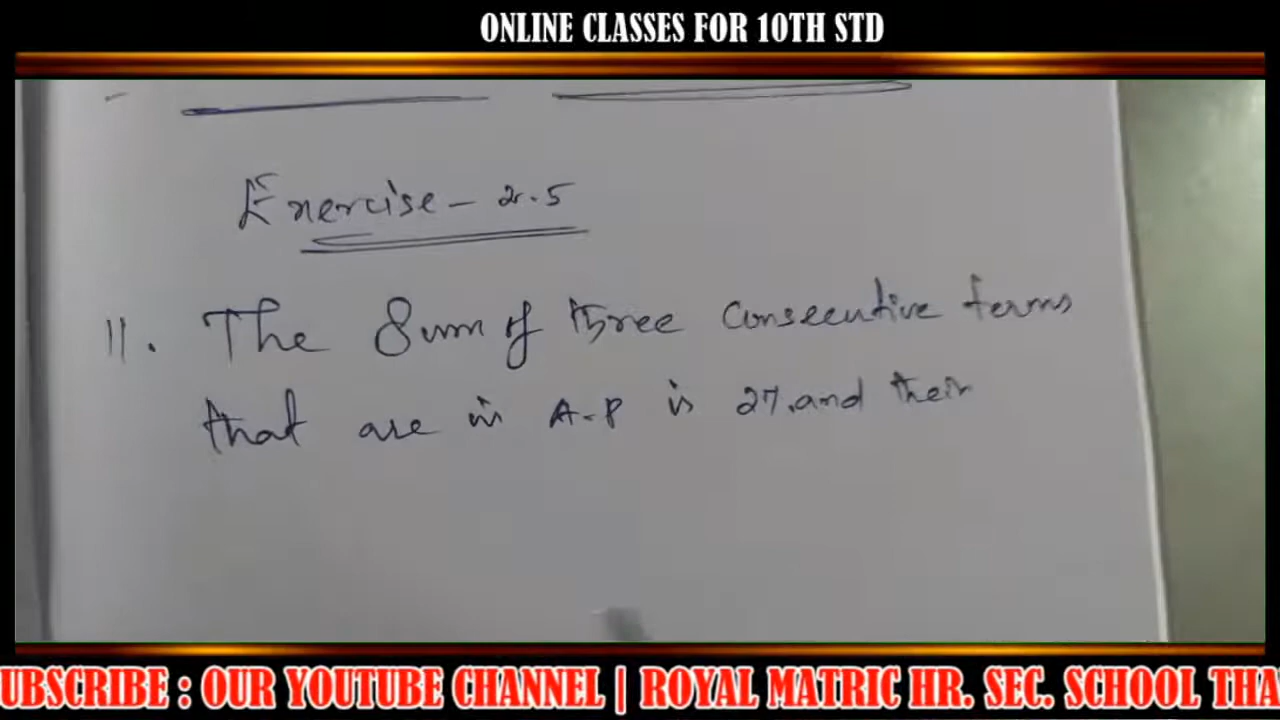 ONLINE CLASSES FOR 10TH STD
Exercise - 2.5
11. The Sum of three consecutive terms
that are in A.P is 27. and their
UBSCRIBE : OUR YOUTUBE CHANNEL | ROYAL MATRIC HR. SEC. SCHOOL THA